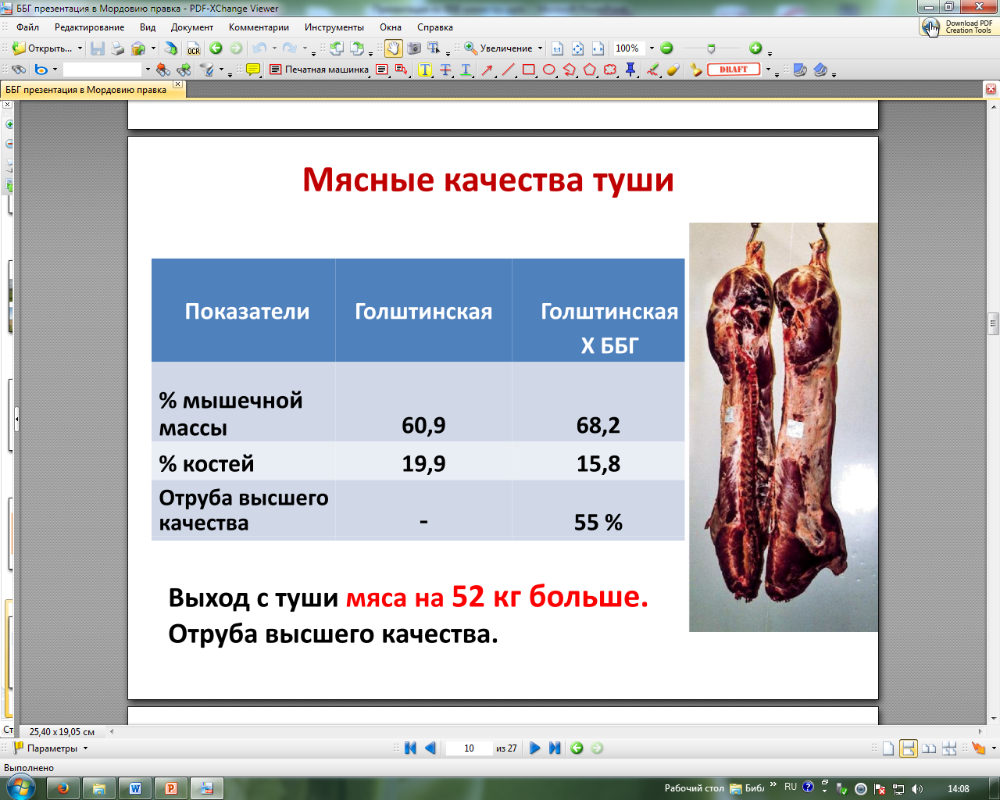 ББГ презентация в Мордовию правка - PDF-XChange Viewer
Файл Редактирование Вид Документ Комментарии Инструменты Окна Справка
Download PDF
Creation Tools
Открыть... OCR Увеличение 100%
Печатная машинка DRAFT
ББГ презентация в Мордовию правка
Мясные качества туши
Показатели Голштинская Голштинская
Х ББГ
% мышечной
массы 60,9 68,2
% костей 19,9 15,8
Отруба высшего
качества - 55 %
Выход с туши мяса на 52 кг больше.
Отруба высшего качества.
Ст
25,40 x 19,05 см
Параметры 10 из 27
Выполнено
Рабочий стол Библ » RU 14:08